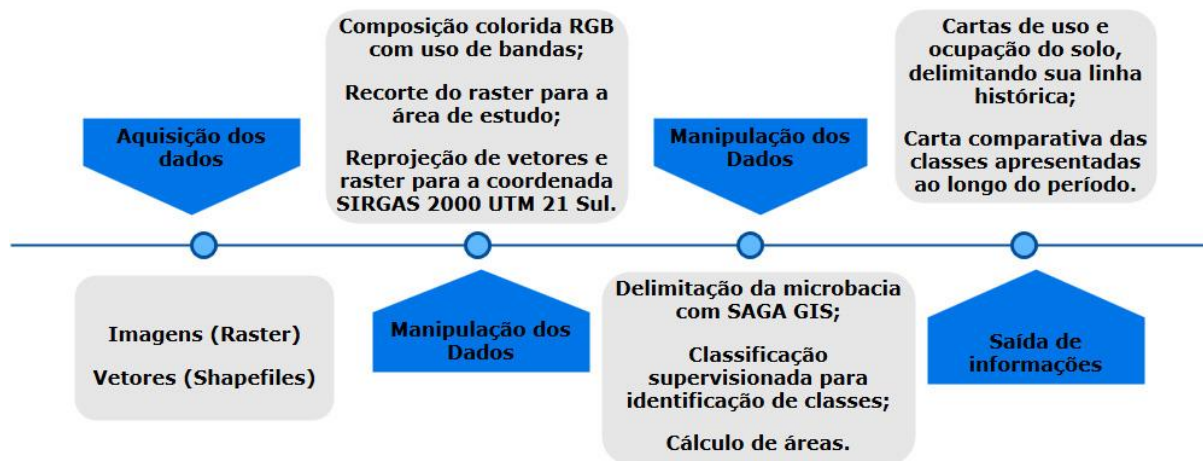 Aquisição dos
dados
Imagens (Raster)
Vetores (Shapefiles)
Composição colorida RGB
com uso de bandas;
Recorte do raster para a
área de estudo;
Reprojeção de vetores e
raster para a coordenada
SIRGAS 2000 UTM 21 Sul.
Manipulação dos
Dados
Manipulação dos
Dados
Delimitação da microbacia
com SAGA GIS;
Classificação
supervisionada para
identificação de classes;
Cálculo de áreas.
Cartas de uso e
ocupação do solo,
delimitando sua linha
histórica;
Carta comparativa das
classes apresentadas
ao longo do período.
Saída de
informações